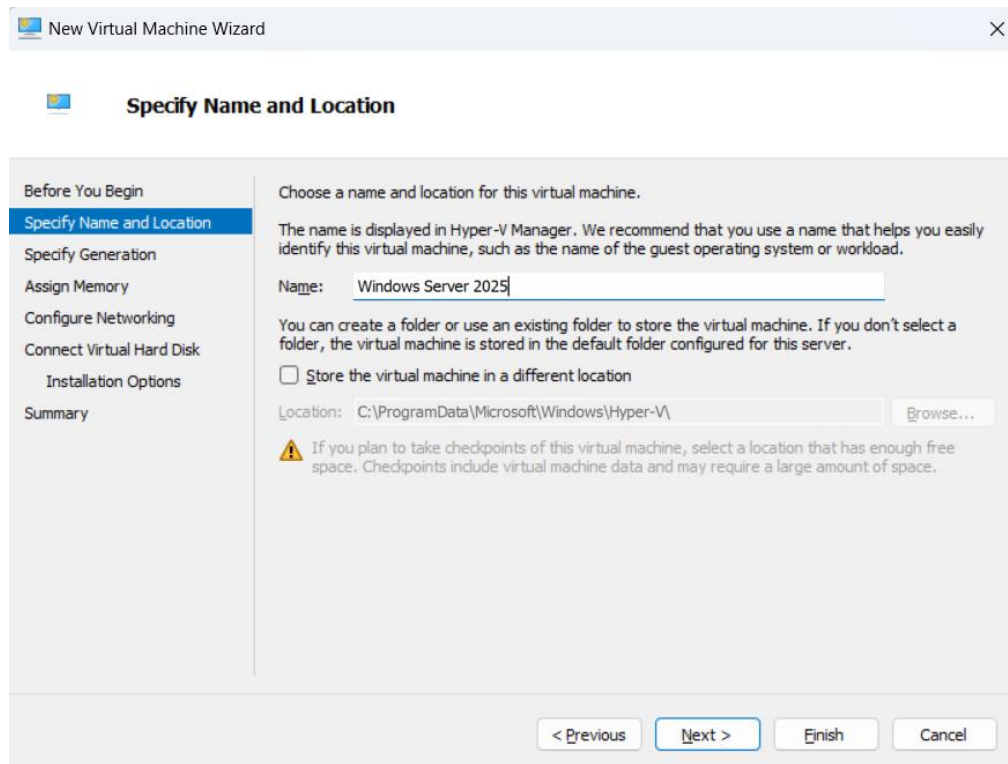 New Virtual Machine Wizard
Specify Name and Location
Before You Begin
Specify Name and Location
Specify Generation
Assign Memory
Configure Networking
Connect Virtual Hard Disk
Installation Options
Summary
Choose a name and location for this virtual machine.
The name is displayed in Hyper-V Manager. We recommend that you use a name that helps you easily
identify this virtual machine, such as the name of the guest operating system or workload.
Name: Windows Server 2025
You can create a folder or use an existing folder to store the virtual machine. If you don't select a
folder, the virtual machine is stored in the default folder configured for this server.
Store the virtual machine in a different location
Location: C:\ProgramData\Microsoft\Windows\Hyper-V\ Browse...
If you plan to take checkpoints of this virtual machine, select a location that has enough free
space. Checkpoints include virtual machine data and may require a large amount of space.
< Previous Next > Finish Cancel